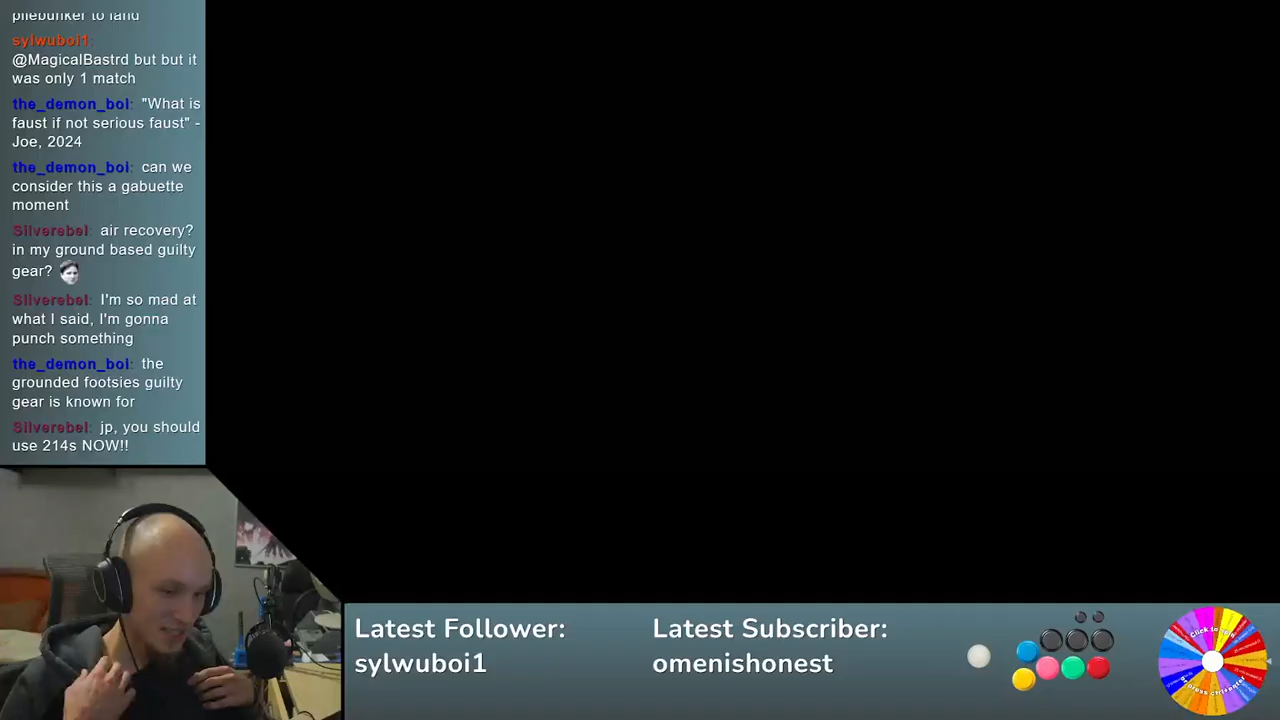 pilebunker to land
sylwuboi1:
@MagicalBastrd but but it
was only 1 match
the_demon_boi: "What is
faust if not serious faust" -
Joe, 2024
the_demon_boi: can we
consider this a gabuette
moment
Silverebel: air recovery?
in my ground based guilty
gear?
Silverebel: I'm so mad at
what I said, I'm gonna
punch something
the_demon_boi: the
grounded footsies guilty
gear is known for
Silverebel: jp, you should
use 214s NOW!!
Latest Follower:
sylwuboi1
Latest Subscriber:
omenishonest